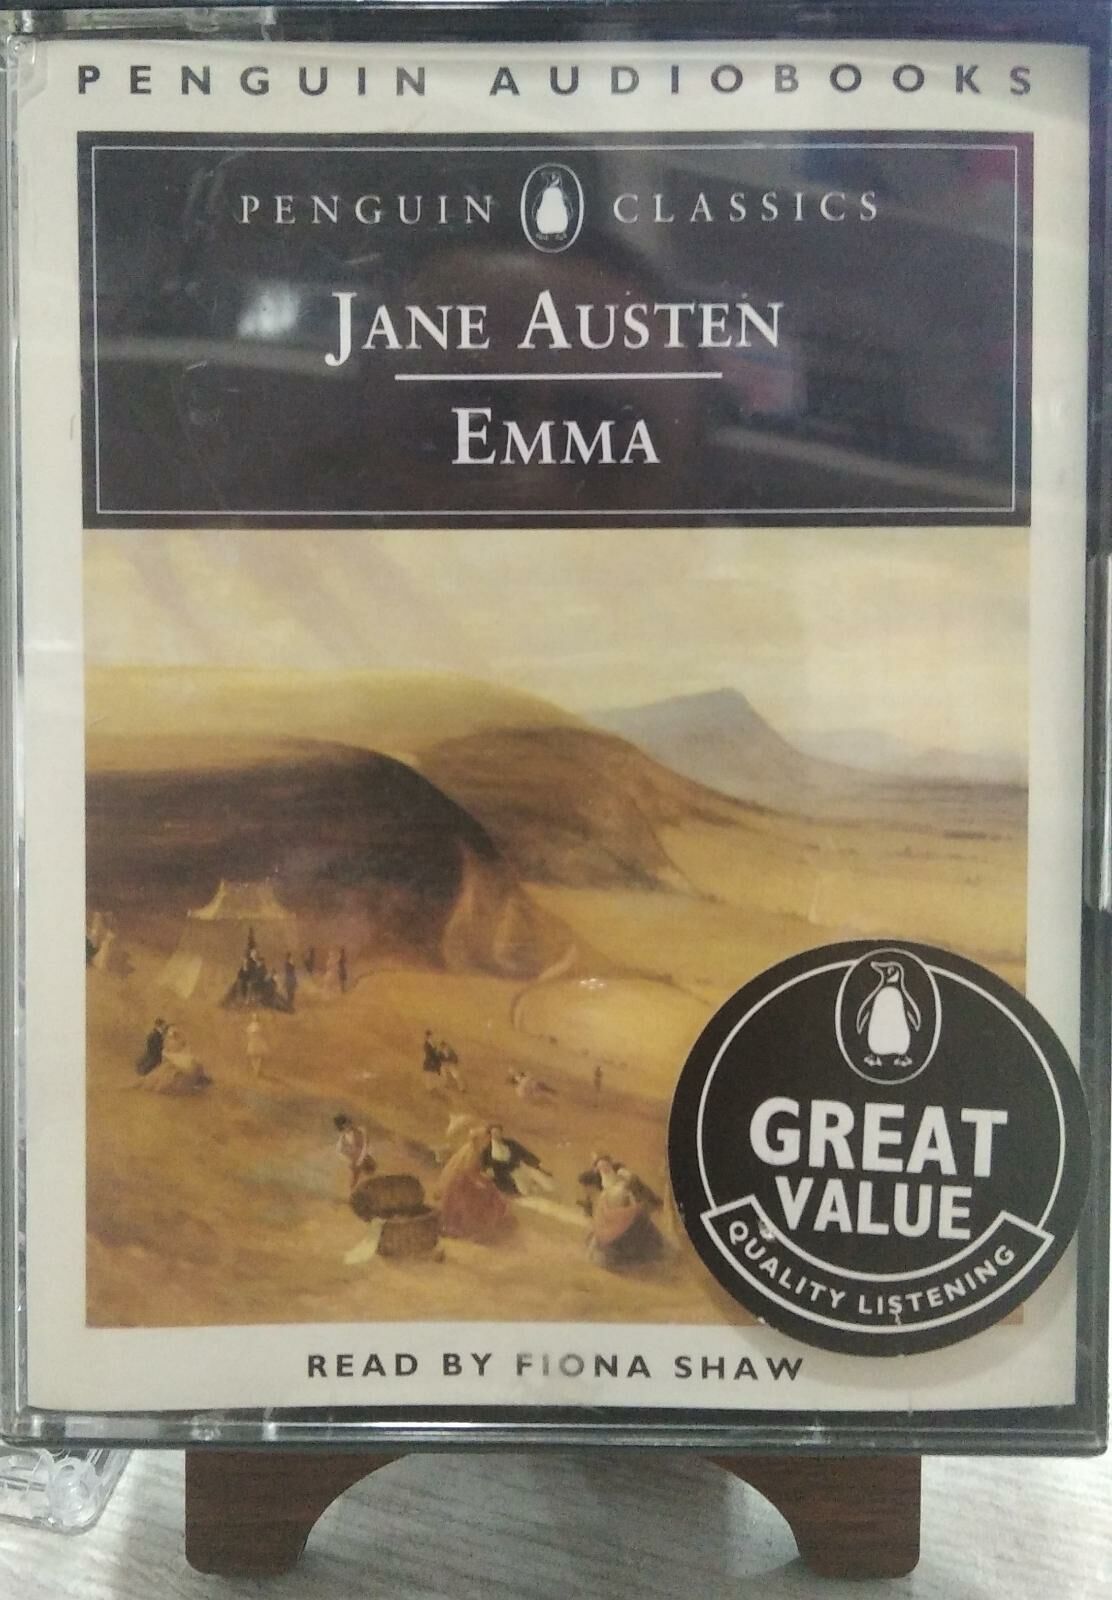 PENGUIN AUDIOBOOKS
PENGUIN CLASSICS
JANE AUSTEN
EMMA
GREAT
VALUE
QUALITY LISTENING
READ BY FIONA SHAW